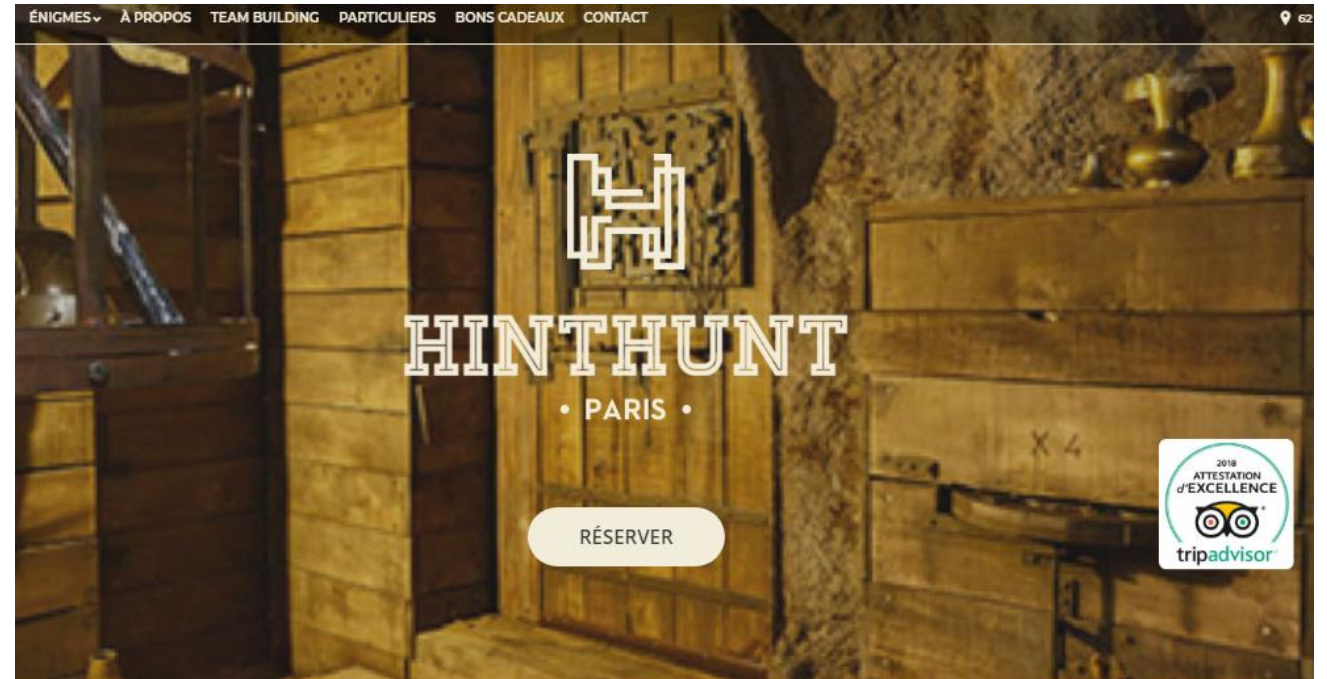 ÉNIGMES À PROPOS TEAM BUILDING PARTICULIERS BONS CADEAUX CONTACT 62
H
HINTHUNT
• PARIS •
X 4
RÉSERVER
2018
ATTESTATION
d'EXCELLENCE
tripadvisor